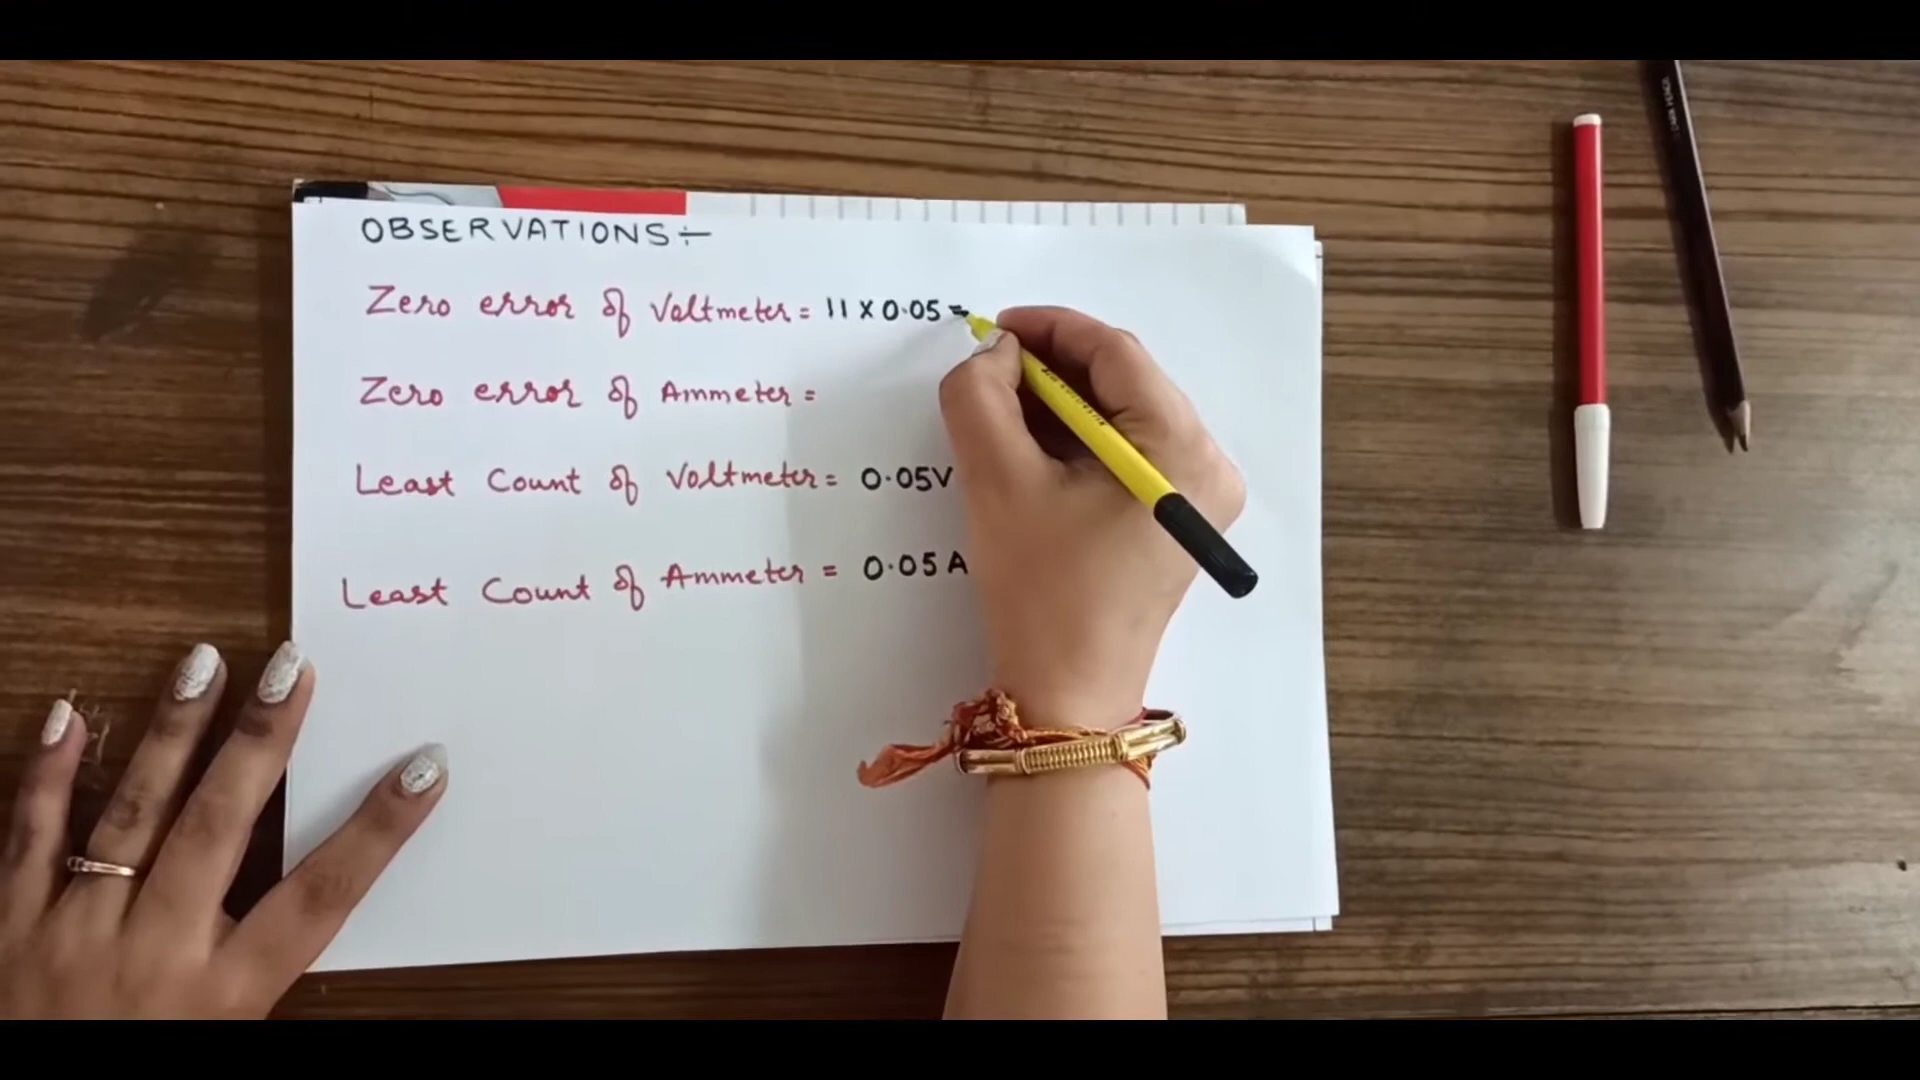 OBSERVATIONS÷
Zero error of Voltmeter = 11 x 0.05 =
Zero error of Ammeter =
Least Count of Voltmeter = 0.05V
Least Count of Ammeter = 0.05 A